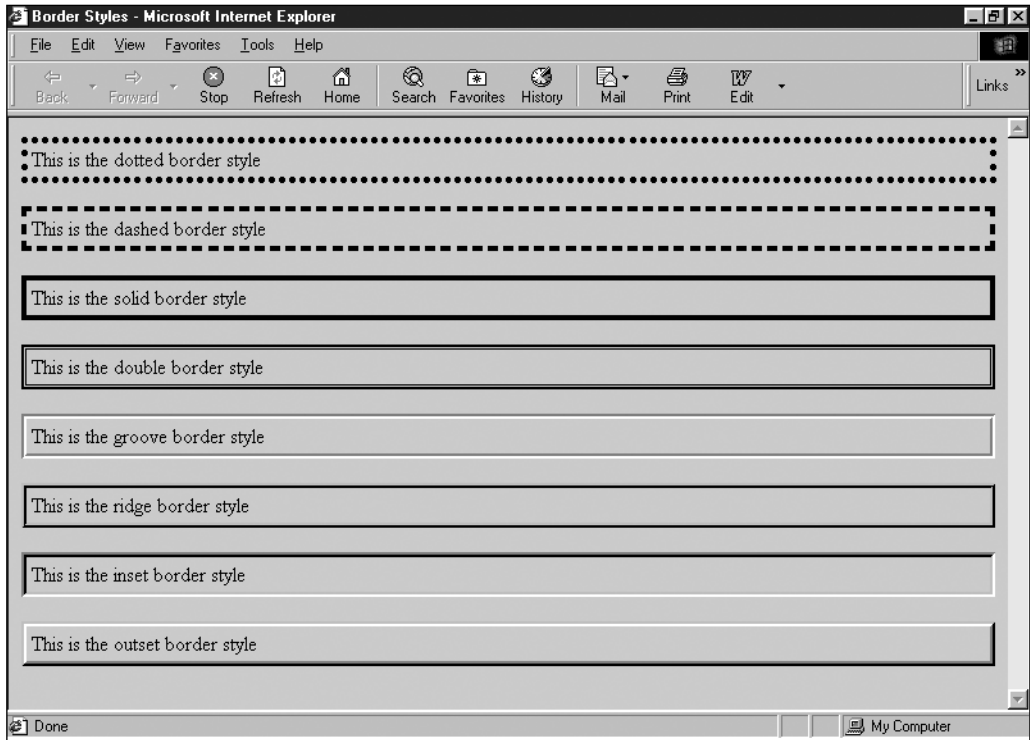 Border Styles - Microsoft Internet Explorer
File Edit View Favorites Tools Help
Back Forward Stop Refresh Home Search Favorites History Mail Print Edit Links »
This is the dotted border style
This is the dashed border style
This is the solid border style
This is the double border style
This is the groove border style
This is the ridge border style
This is the inset border style
This is the outset border style
Done My Computer